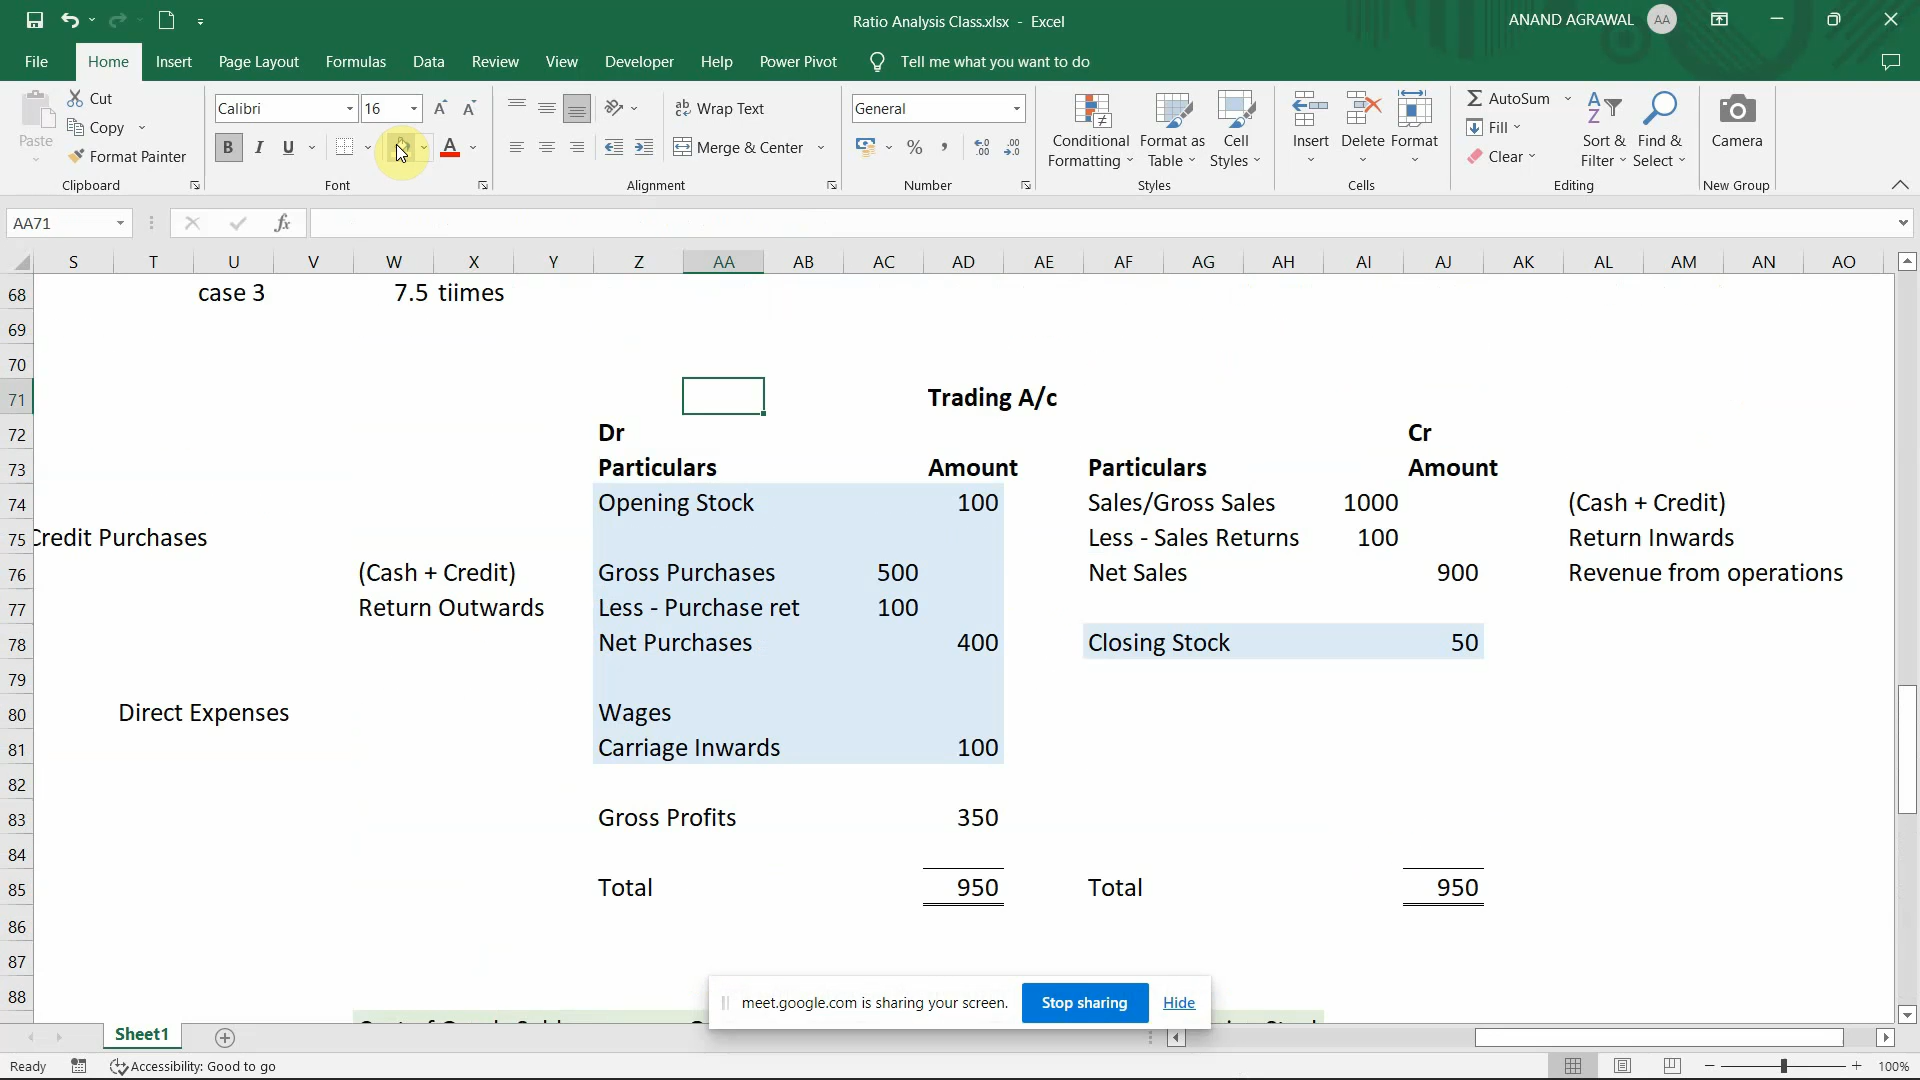 Ratio Analysis Class.xlsx - Excel
ANAND AGRAWAL AA
File Home Insert Page Layout Formulas Data Review View Developer Help Power Pivot Tell me what you want to do
Paste
Cut
Copy
Format Painter
Clipboard
Calibri 16
B I U
Font
Wrap Text
Merge & Center
Alignment
General
Number
Conditional Formatting
Format as Table
Cell Styles
Styles
Insert Delete Format
Cells
AutoSum
Fill
Clear
Sort & Filter
Find & Select
Editing
Camera
New Group
AA71
S T U V W X Y Z AA AB AC AD AE AF AG AH AI AJ AK AL AM AN AO
68 case 3 7.5 tiimes
69
70
71 Trading A/c
72 Dr Cr
73 Particulars Amount Particulars Amount
74 Opening Stock 100 Sales/Gross Sales 1000 (Cash + Credit)
75 Credit Purchases Less - Sales Returns 100 Return Inwards
76 (Cash + Credit) Gross Purchases 500 Net Sales 900 Revenue from operations
77 Return Outwards Less - Purchase ret 100
78 Net Purchases 400 Closing Stock 50
79
80 Direct Expenses Wages
81 Carriage Inwards 100
82
83 Gross Profits 350
84
85 Total 950 Total 950
86
87
88
meet.google.com is sharing your screen. Stop sharing Hide
Sheet1
Ready Accessibility: Good to go 100%